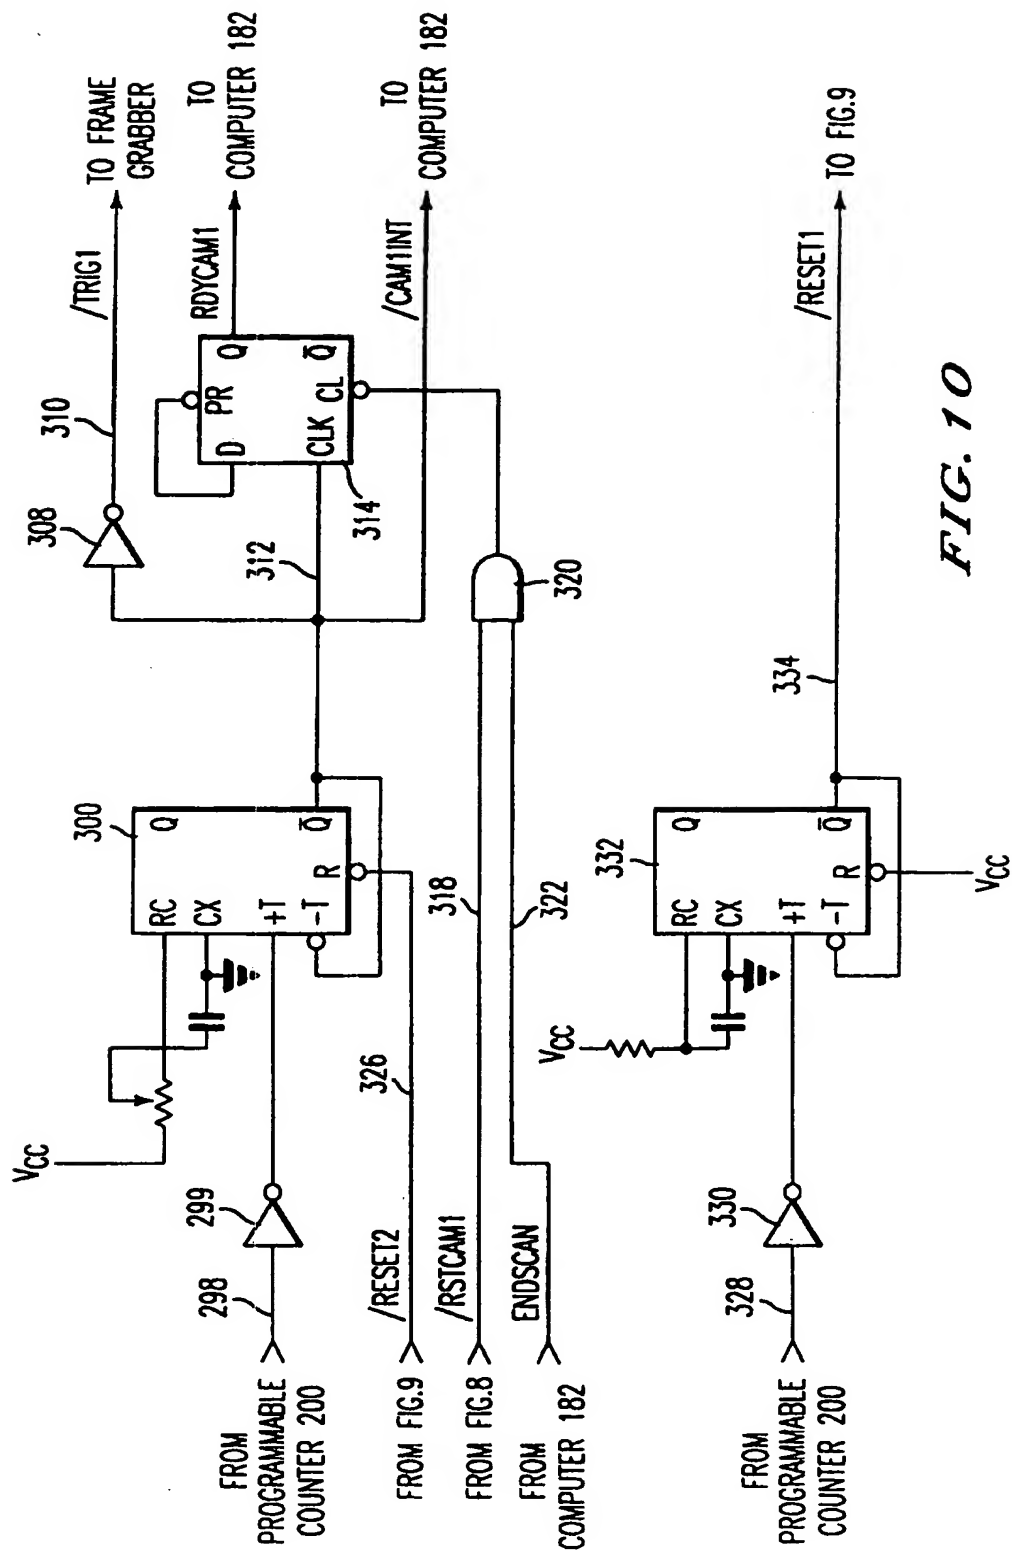 VCC
298
299
300
RC
CX
+T
-T
R
Q
Q
308
310
/TRIG1
TO FRAME
GRABBER
312
314
D
PR
CLK
CL
Q
Q
RDYCAM1
TO
COMPUTER 182
/CAM1INT
TO
COMPUTER 182
FROM
PROGRAMMABLE
COUNTER 200
FROM FIG.9
/RESET2
326
FROM FIG.8
/RSTCAM1
318
FROM
COMPUTER 182
ENDSCAN
322
320
FROM
PROGRAMMABLE
COUNTER 200
328
330
VCC
332
RC
CX
+T
-T
R
Q
Q
VCC
334
/RESET1
TO FIG.9
FIG. 10